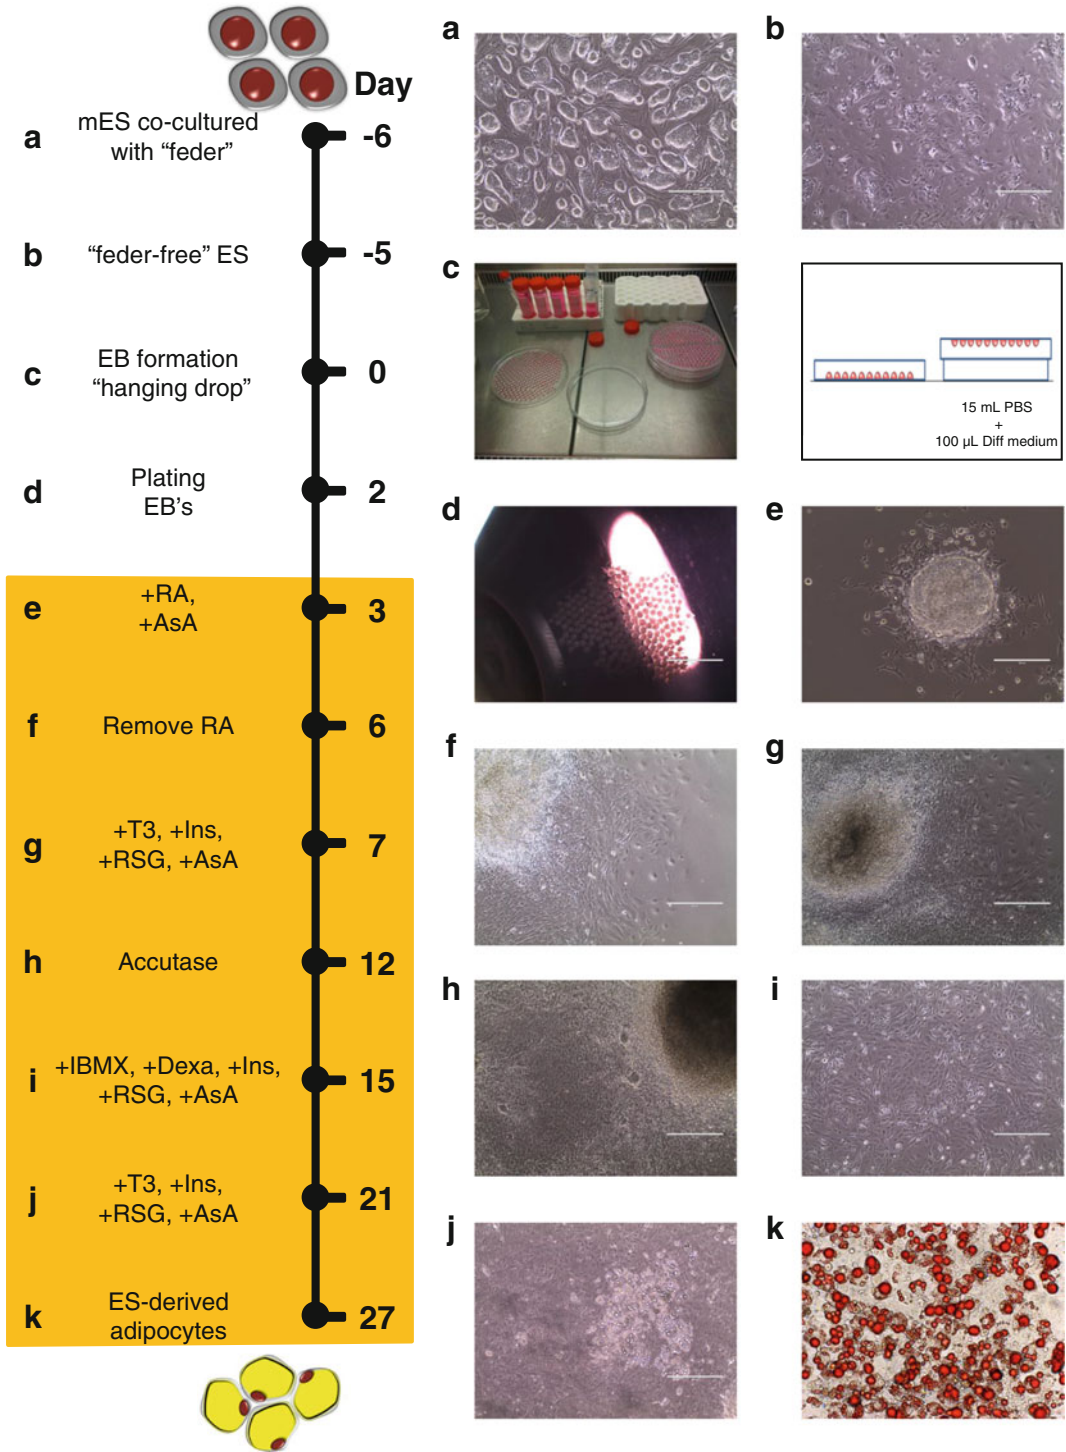 Day
a
mES co-cultured
with “feder”
-6
b
“feder-free” ES
-5
c
EB formation
“hanging drop”
0
d
Plating
EB’s
2
e
+RA,
+AsA
3
f
Remove RA
6
g
+T3, +Ins,
+RSG, +AsA
7
h
Accutase
12
i
+IBMX, +Dexa, +Ins,
+RSG, +AsA
15
j
+T3, +Ins,
+RSG, +AsA
21
k
ES-derived
adipocytes
27
a
b
c
15 mL PBS
+
100 µL Diff medium
d
e
f
g
h
i
j
k